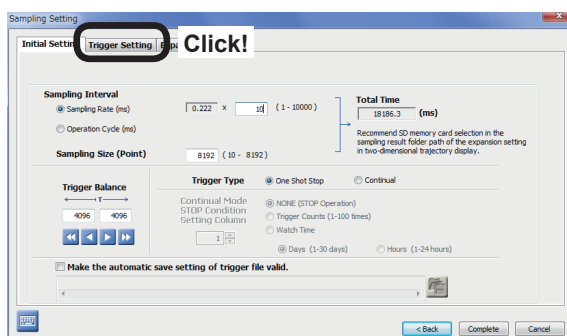 Sampling Setting
Initial Setting Trigger Setting Click!
Sampling Interval
Sampling Rate (ms) 0.222 x 10 ( 1 - 10000 )
Operation Cycle (ms)
Total Time
18186.3 (ms)
Recommend SD memory card selection in the
sampling result folder path of the expansion setting
in two-dimensional trajectory display.
Sampling Size (Point) 8192 ( 10 - 8192)
Trigger Balance
T
4096 4096
Trigger Type One Shot Stop Continual
Continual Mode
STOP Condition
Setting Column
1
NONE (STOP Operation)
Trigger Counts (1-100 times)
Watch Time
Days (1-30 days) Hours (1-24 hours)
Make the automatic save setting of trigger file valid.
< Back Complete Cancel